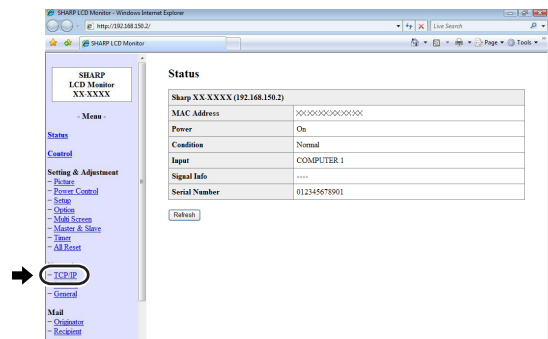 SHARP LCD Monitor - Windows Internet Explorer
http://192.168.150.2/
Live Search
SHARP LCD Monitor
Page
Tools
SHARP
LCD Monitor
XX-XXXX
- Menu -
Status
Control
Setting & Adjustment
- Picture
- Power Control
- Setup
- Option
- Multi Screen
- Master & Slave
- Timer
- All Reset
- TCP/IP
- General
Mail
- Originator
- Recipient
Status
Sharp XX-XXXX (192.168.150.2)
MAC Address XXXXXXXXXXXX
Power On
Condition Normal
Input COMPUTER 1
Signal Info ----
Serial Number 012345678901
Refresh